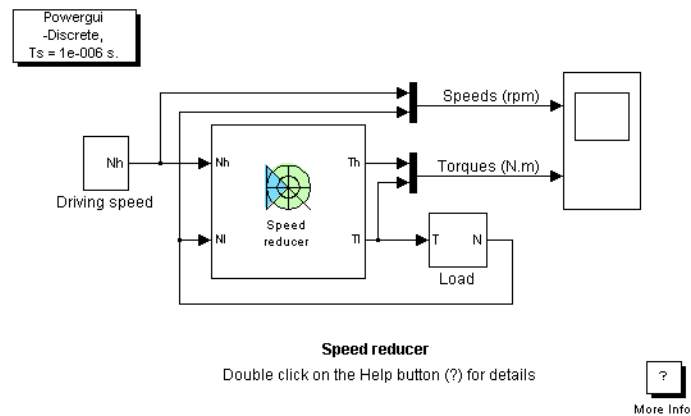 Powergui
-Discrete,
Ts = 1e-006 s.
Speeds (rpm)
Nh
Driving speed
Nh
Th
Torques (N.m)
Speed
reducer
Nl
Tl
T
N
Load
Speed reducer
Double click on the Help button (?) for details
?
More Info